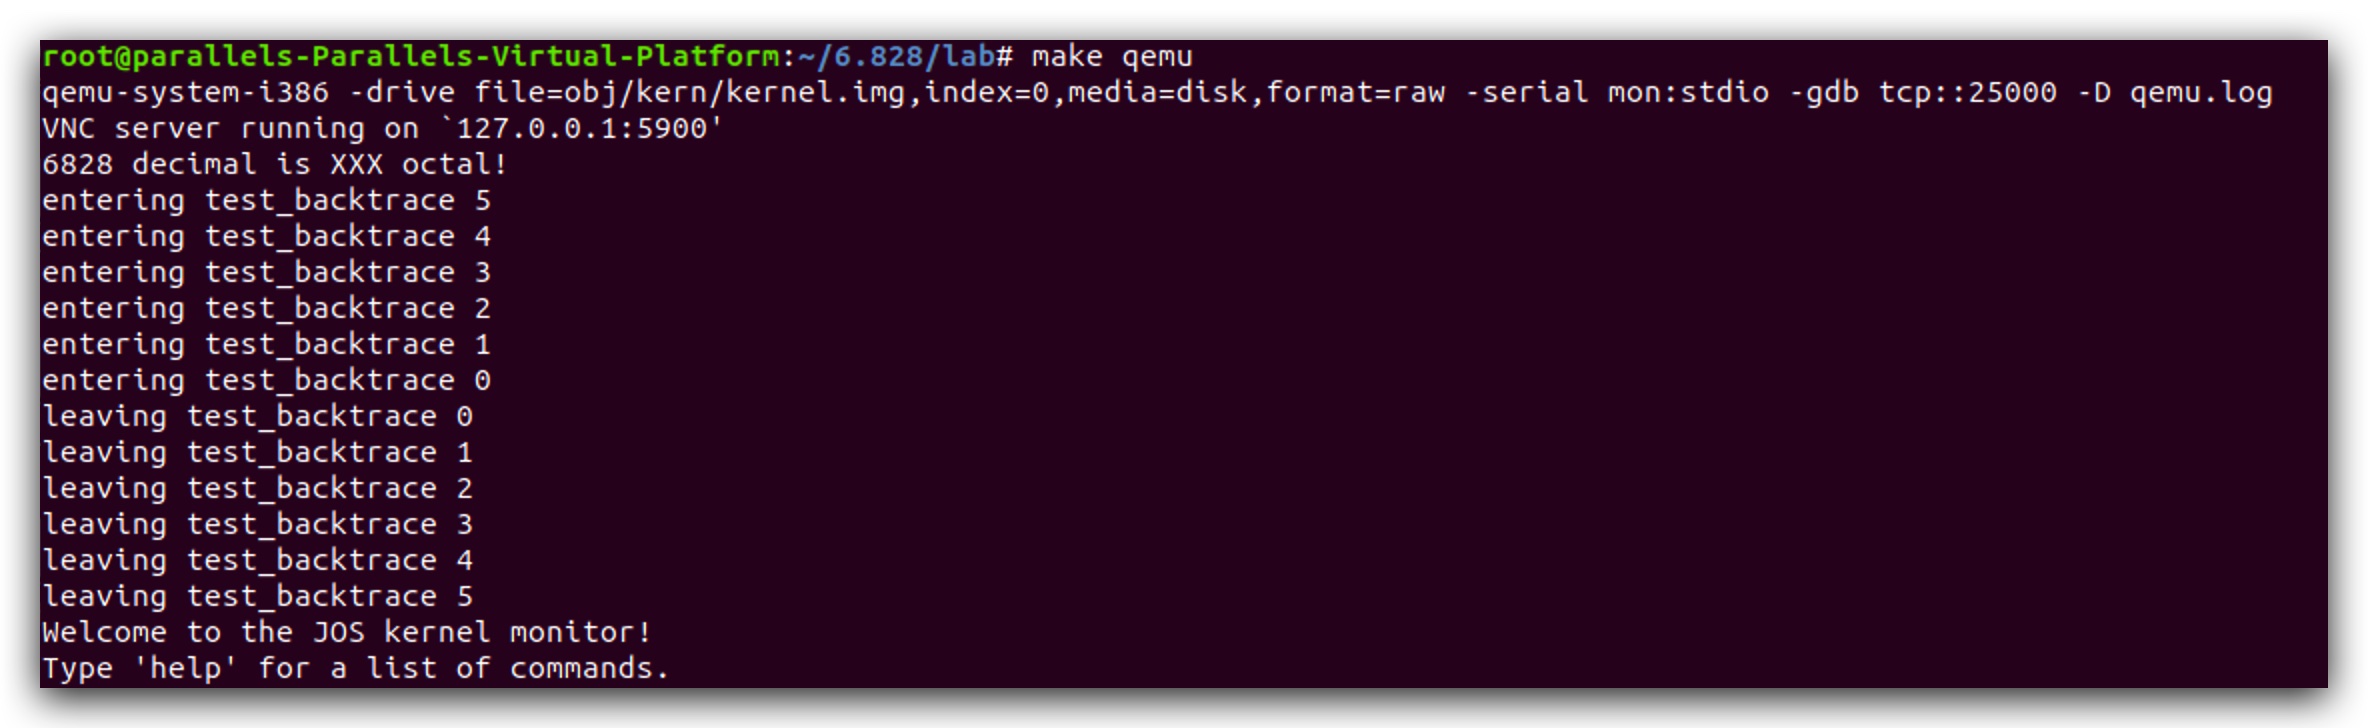 root@parallels-Parallels-Virtual-Platform:~/6.828/lab# make qemu
qemu-system-i386 -drive file=obj/kern/kernel.img,index=0,media=disk,format=raw -serial mon:stdio -gdb tcp::25000 -D qemu.log
VNC server running on `127.0.0.1:5900'
6828 decimal is XXX octal!
entering test_backtrace 5
entering test_backtrace 4
entering test_backtrace 3
entering test_backtrace 2
entering test_backtrace 1
entering test_backtrace 0
leaving test_backtrace 0
leaving test_backtrace 1
leaving test_backtrace 2
leaving test_backtrace 3
leaving test_backtrace 4
leaving test_backtrace 5
Welcome to the JOS kernel monitor!
Type 'help' for a list of commands.